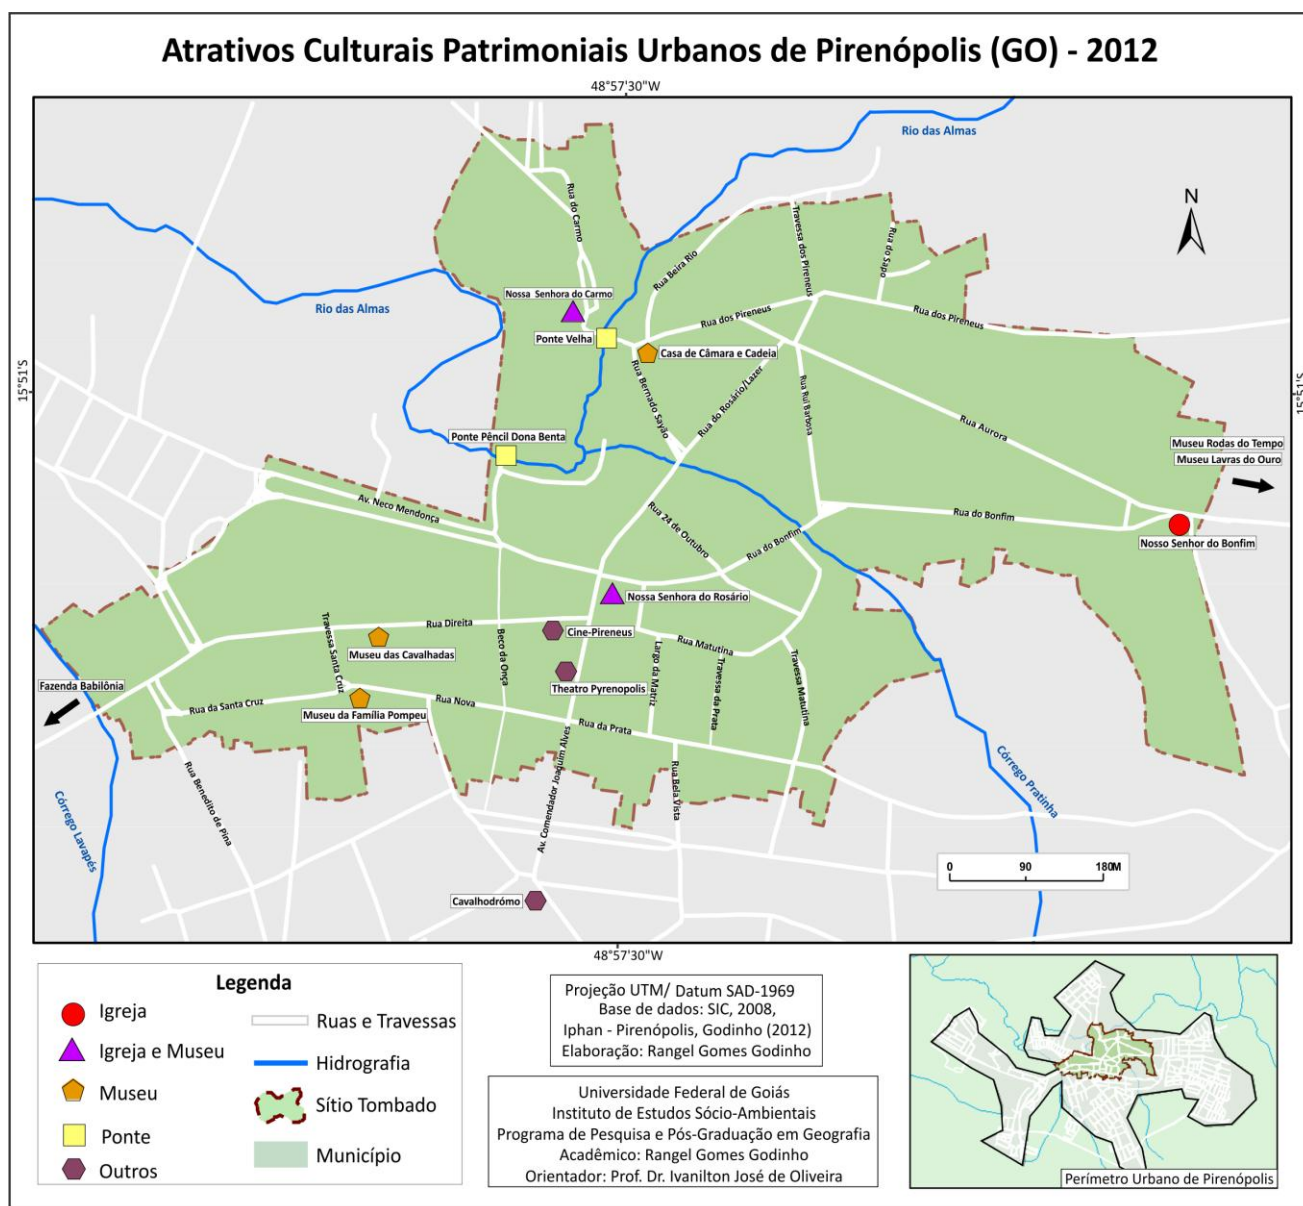 Atrativos Culturais Patrimoniais Urbanos de Pirenópolis (GO) - 2012
48°57'30"W
Rio das Almas
N
Rua do Carmo
Travessa dos Pireneus
Rua do Sapo
Rua Beira Rio
Nossa Senhora do Carmo
Rio das Almas
Rua dos Pireneus
Rua dos Pireneus
Ponte Velha
Casa de Câmara e Cadeia
15°51'S
15°51'S
Rua Bernado Sayão
Rua do Rosário/Lazer
Rua Rui Barbosa
Rua Aurora
Ponte Pêncil Dona Benta
Museu Rodas do Tempo
Museu Lavras do Ouro
Av. Neco Mendonça
Rua 24 de Outubro
Rua do Bonfim
Rua do Bonfim
Nosso Senhor do Bonfim
Nossa Senhora do Rosário
Rua Direita
Cine-Pireneus
Travessa Santa Cruz
Museu das Cavalhadas
Beco da Onça
Rua Matutina
Largo da Matriz
Travessa da Prata
Travessa Matutina
Fazenda Babilônia
Theatro Pyrenopolis
Rua da Santa Cruz
Museu da Família Pompeu
Rua Nova
Rua da Prata
Rua Benedito de Pina
Av. Comendador Joaquim Alves
Rua Bela Vista
Córrego Pratinha
Córrego Lavapés
0 90 180M
Cavalhodrómo
48°57'30"W
Legenda
Igreja
Igreja e Museu
Museu
Ponte
Outros
Ruas e Travessas
Hidrografia
Sítio Tombado
Município
Projeção UTM/ Datum SAD-1969
Base de dados: SIC, 2008,
Iphan - Pirenópolis, Godinho (2012)
Elaboração: Rangel Gomes Godinho
Universidade Federal de Goiás
Instituto de Estudos Sócio-Ambientais
Programa de Pesquisa e Pós-Graduação em Geografia
Acadêmico: Rangel Gomes Godinho
Orientador: Prof. Dr. Ivanilton José de Oliveira
Perímetro Urbano de Pirenópolis